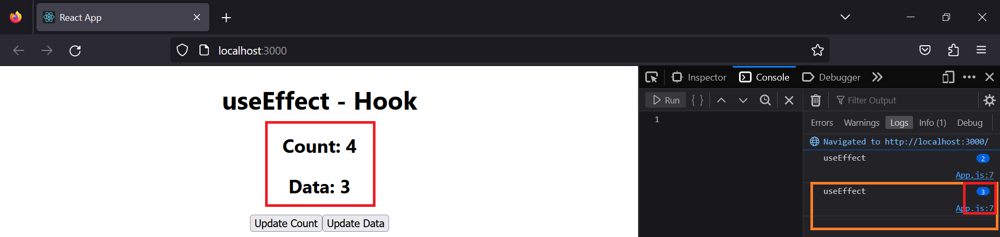 React App
localhost:3000
useEffect - Hook
Count: 4
Data: 3
Update Count Update Data
Inspector Console Debugger
Run { } Filter Output
1
Errors Warnings Logs Info (1) Debug
Navigated to http://localhost:3000/
useEffect 2
App.js:7
useEffect 3
App.js:7